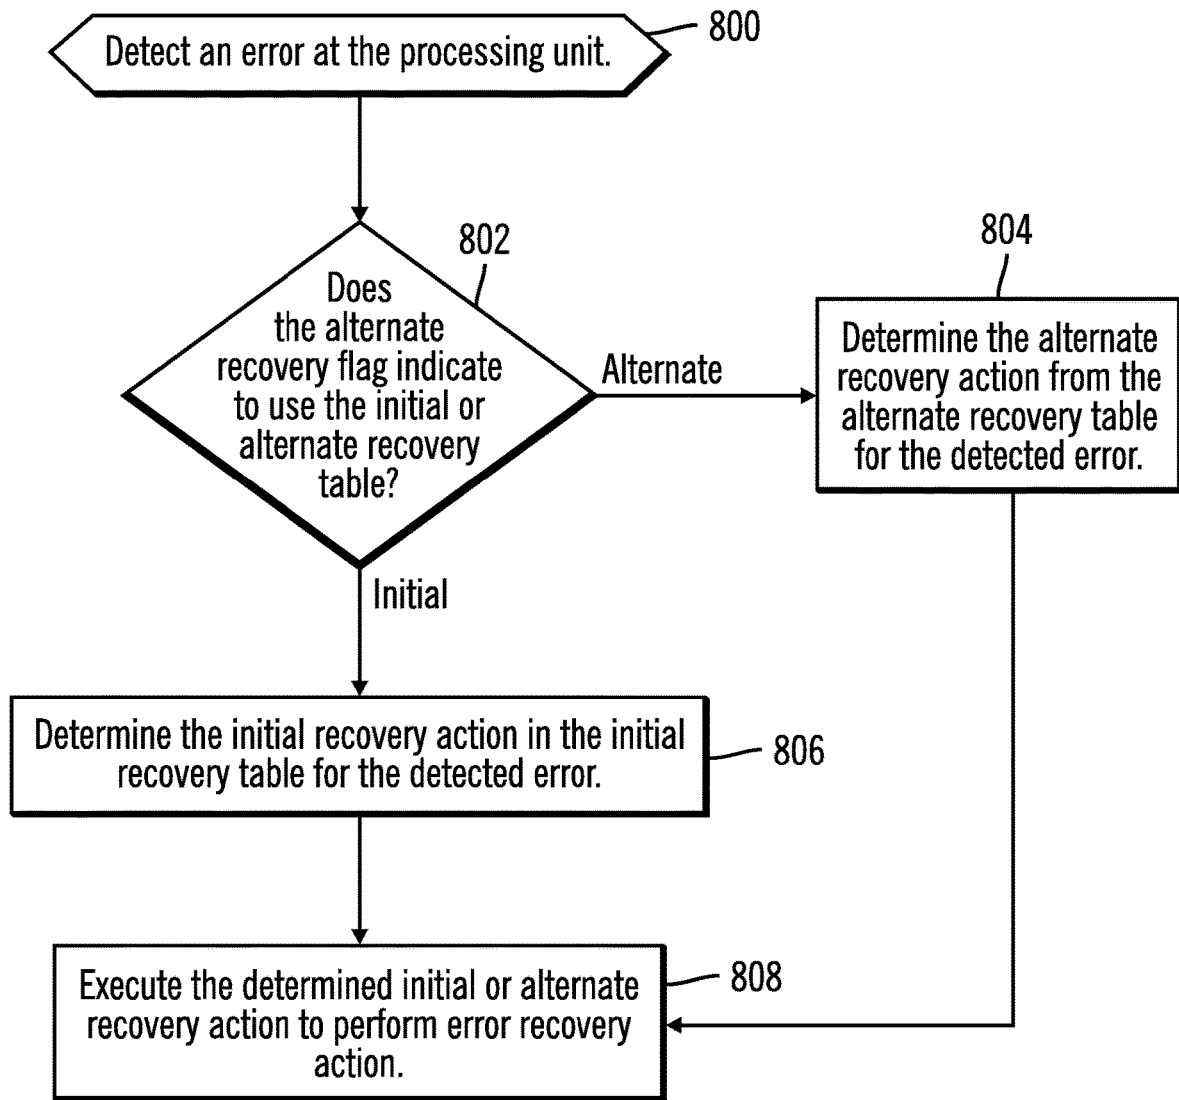 Detect an error at the processing unit.
800
802
Does
the alternate
recovery flag indicate
to use the initial or
alternate recovery
table?
Alternate
804
Determine the alternate
recovery action from the
alternate recovery table
for the detected error.
Initial
Determine the initial recovery action in the initial
recovery table for the detected error.
806
Execute the determined initial or alternate
recovery action to perform error recovery
action.
808